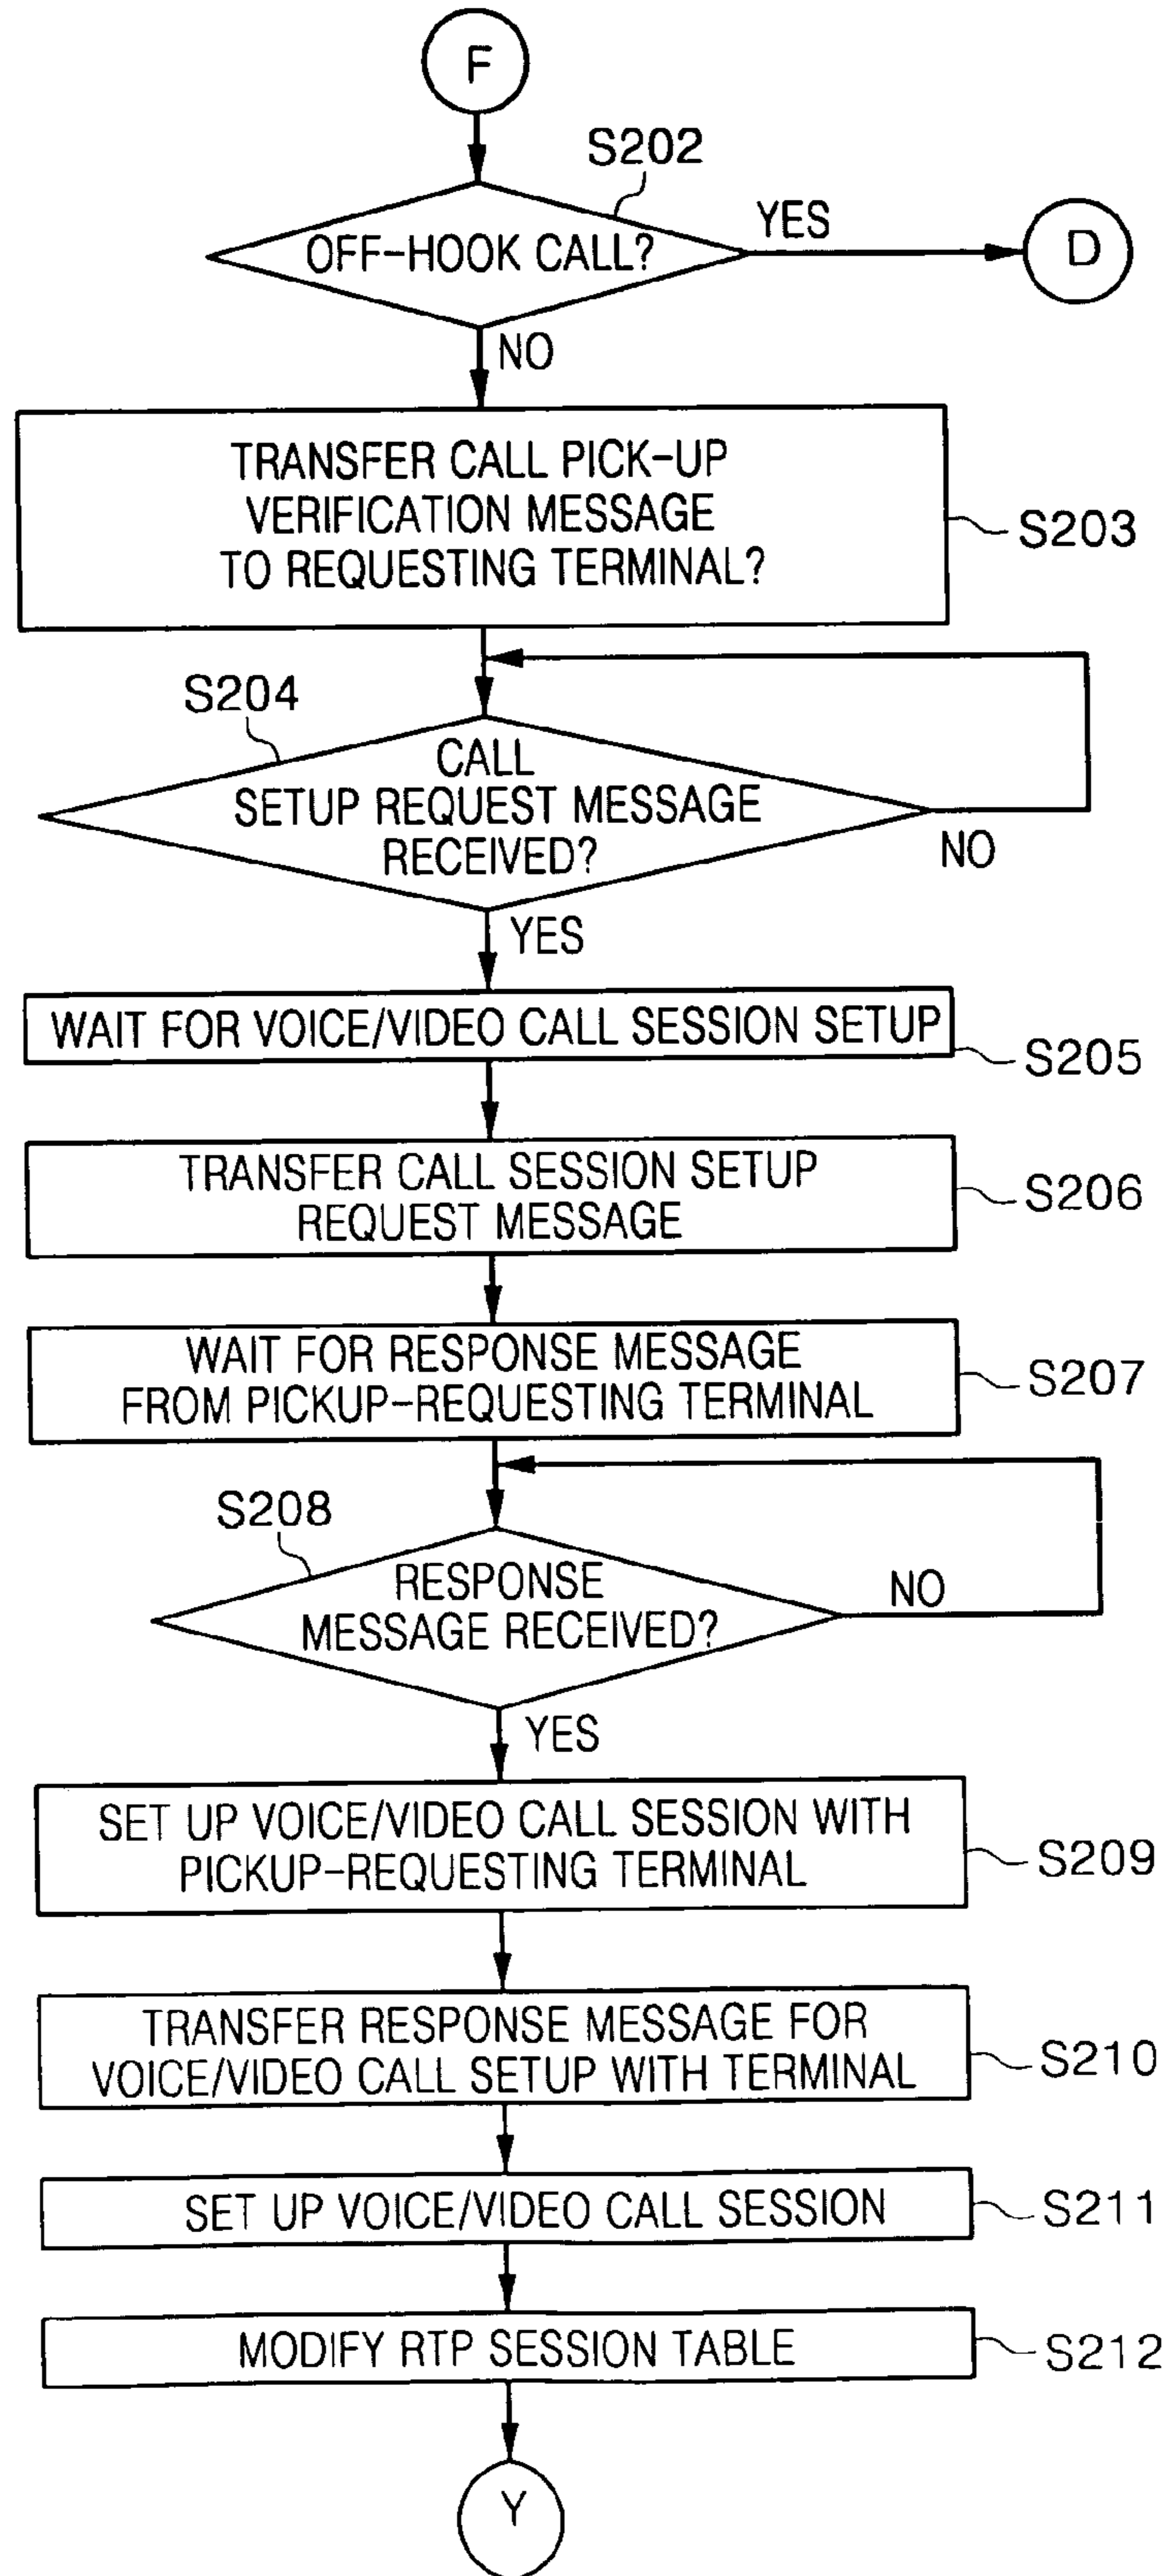 F
S202
OFF-HOOK CALL?
YES
D
NO
TRANSFER CALL PICK-UP
VERIFICATION MESSAGE
TO REQUESTING TERMINAL?
S203
S204
CALL
SETUP REQUEST MESSAGE
RECEIVED?
NO
YES
WAIT FOR VOICE/VIDEO CALL SESSION SETUP
S205
TRANSFER CALL SESSION SETUP
REQUEST MESSAGE
S206
WAIT FOR RESPONSE MESSAGE
FROM PICKUP-REQUESTING TERMINAL
S207
S208
RESPONSE
MESSAGE RECEIVED?
NO
YES
SET UP VOICE/VIDEO CALL SESSION WITH
PICKUP-REQUESTING TERMINAL
S209
TRANSFER RESPONSE MESSAGE FOR
VOICE/VIDEO CALL SETUP WITH TERMINAL
S210
SET UP VOICE/VIDEO CALL SESSION
S211
MODIFY RTP SESSION TABLE
S212
Y